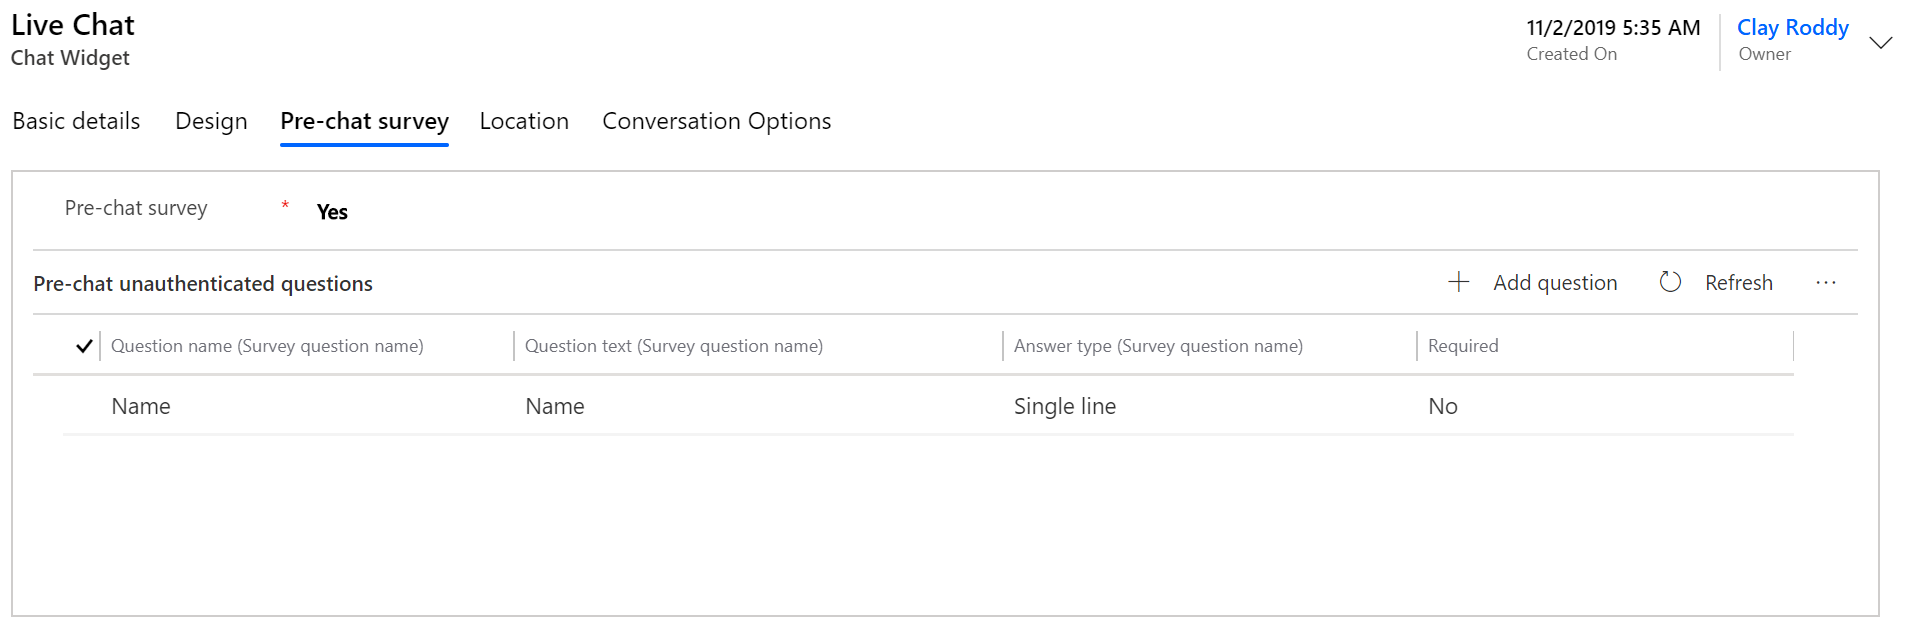 Live Chat
Chat Widget
11/2/2019 5:35 AM
Created On
Clay Roddy
Owner
Basic details Design Pre-chat survey Location Conversation Options
Pre-chat survey * Yes
Pre-chat unauthenticated questions
Add question Refresh ...
Question name (Survey question name) Question text (Survey question name) Answer type (Survey question name) Required
Name Name Single line No